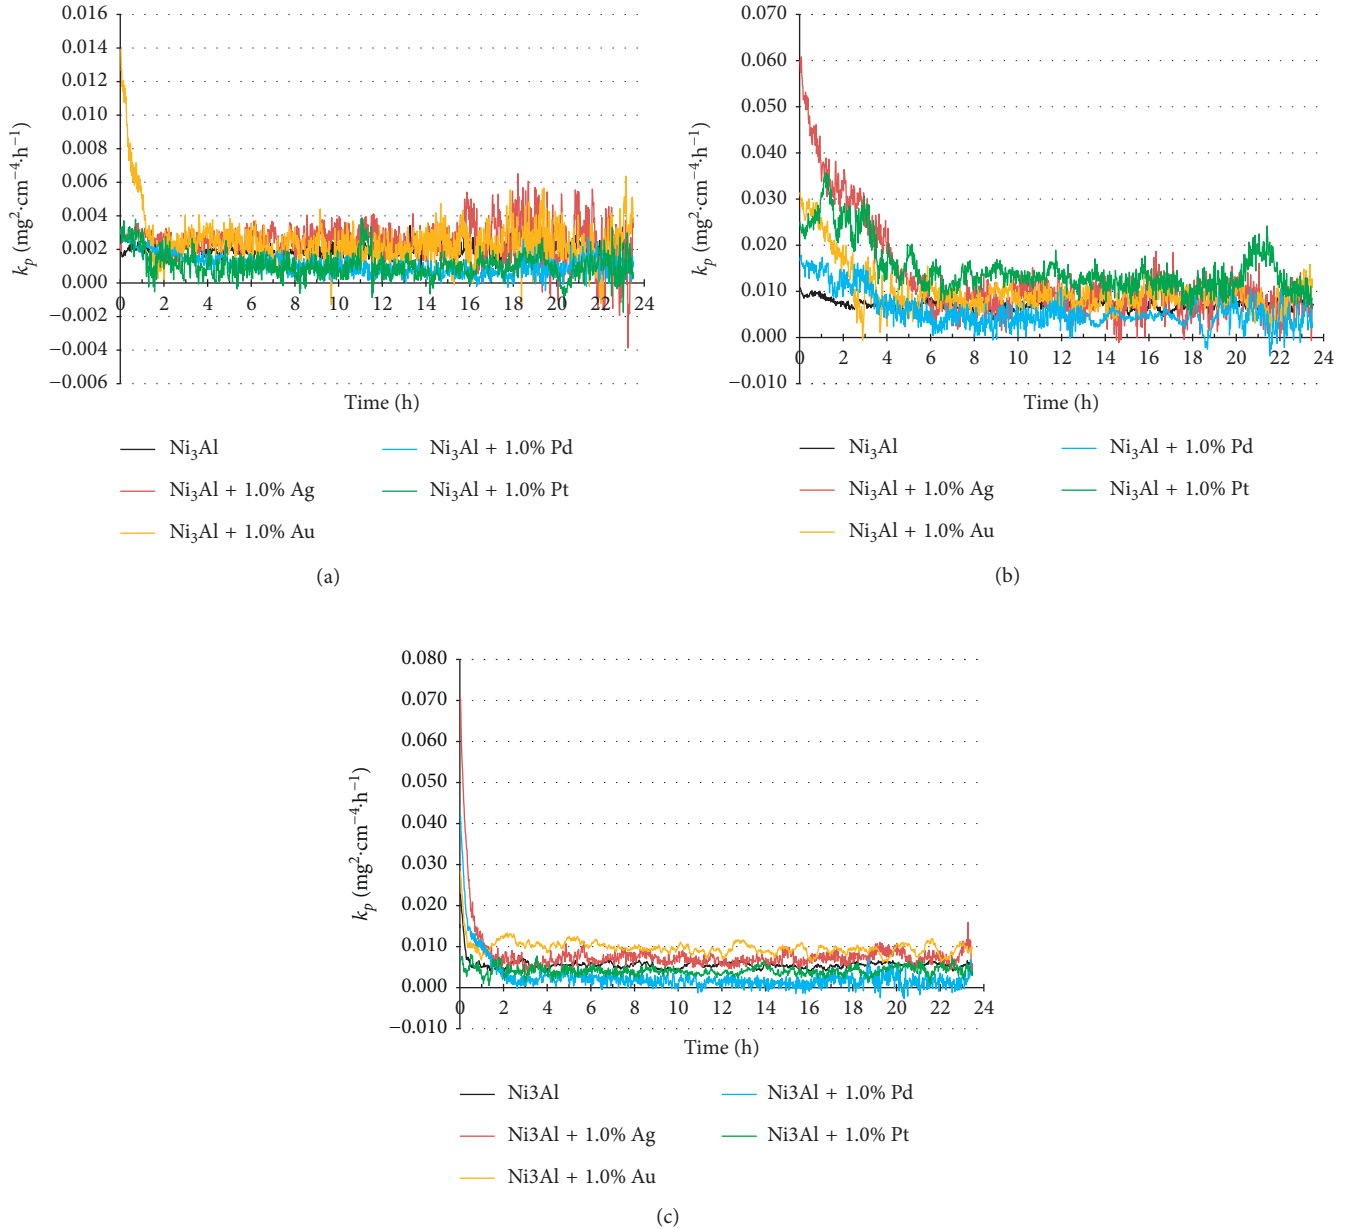 0.016
0.014
0.012
0.010
0.008
0.006
0.004
0.002
0.000
−0.002
−0.004
−0.006
k_p (mg²·cm⁻⁴·h⁻¹)
0 2 4 6 8 10 12 14 16 18 20 22 24
Time (h)
Ni₃Al
Ni₃Al + 1.0% Ag
Ni₃Al + 1.0% Au
Ni₃Al + 1.0% Pd
Ni₃Al + 1.0% Pt
(a)
0.070
0.060
0.050
0.040
0.030
0.020
0.010
0.000
−0.010
k_p (mg²·cm⁻⁴·h⁻¹)
0 2 4 6 8 10 12 14 16 18 20 22 24
Time (h)
Ni₃Al
Ni₃Al + 1.0% Ag
Ni₃Al + 1.0% Au
Ni₃Al + 1.0% Pd
Ni₃Al + 1.0% Pt
(b)
0.080
0.070
0.060
0.050
0.040
0.030
0.020
0.010
0.000
−0.010
k_p (mg²·cm⁻⁴·h⁻¹)
0 2 4 6 8 10 12 14 16 18 20 22 24
Time (h)
Ni3Al
Ni3Al + 1.0% Ag
Ni3Al + 1.0% Au
Ni3Al + 1.0% Pd
Ni3Al + 1.0% Pt
(c)